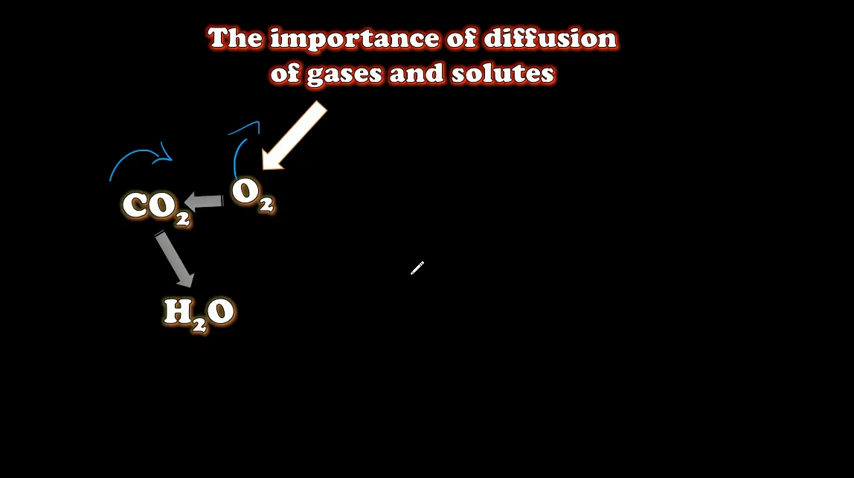 The importance of diffusion
of gases and solutes
CO₂
O₂
H₂O